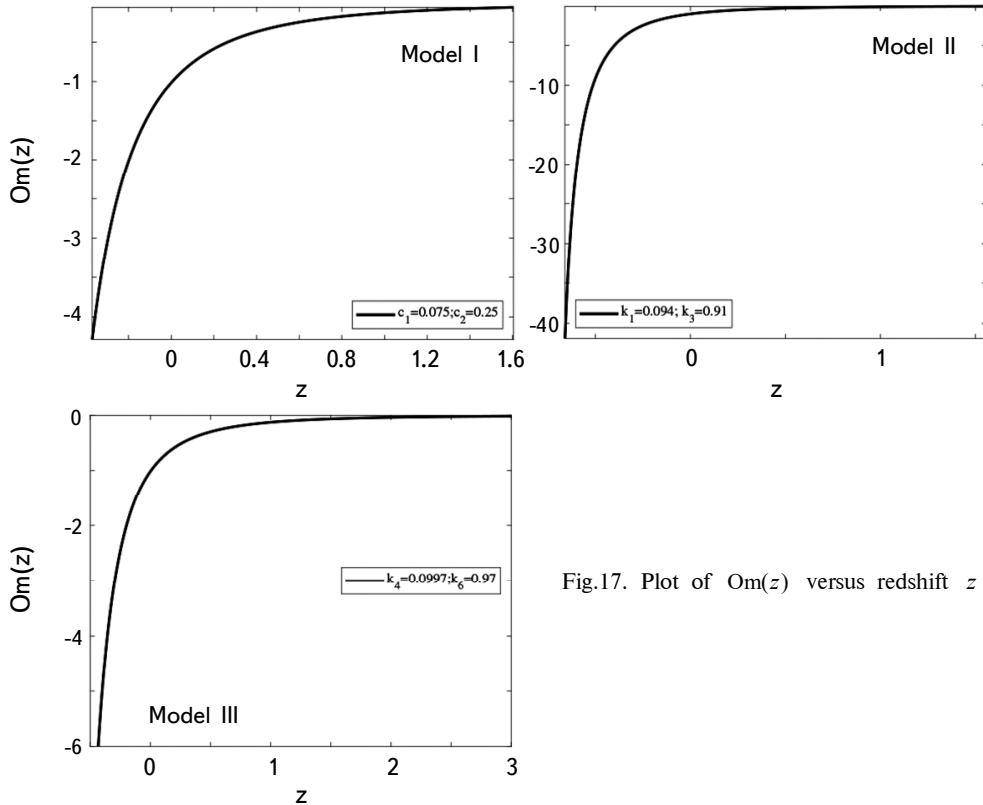 Model I
Om(z)
-1
-2
-3
-4
c1=0.075;c2=0.25
0 0.4 0.8 1.2 1.6
z
Model II
-10
-20
-30
-40
k1=0.094; k3=0.91
0 1
z
0
-2
-4
-6
Om(z)
k4=0.0997;k6=0.97
Model III
0 1 2 3
z
Fig.17. Plot of Om(z) versus redshift z